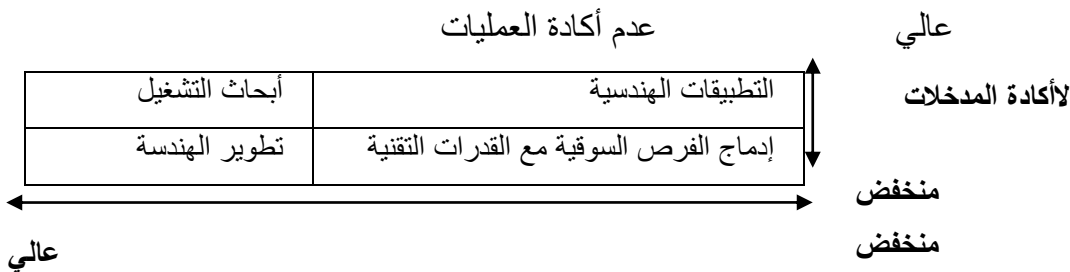 عالي عدم أكادة العمليات
التطبيقات الهندسية أبحاث التشغيل
لاأكادة المدخلات
إدماج الفرص السوقية مع القدرات التقنية تطوير الهندسة
منخفض
منخفض
عالي